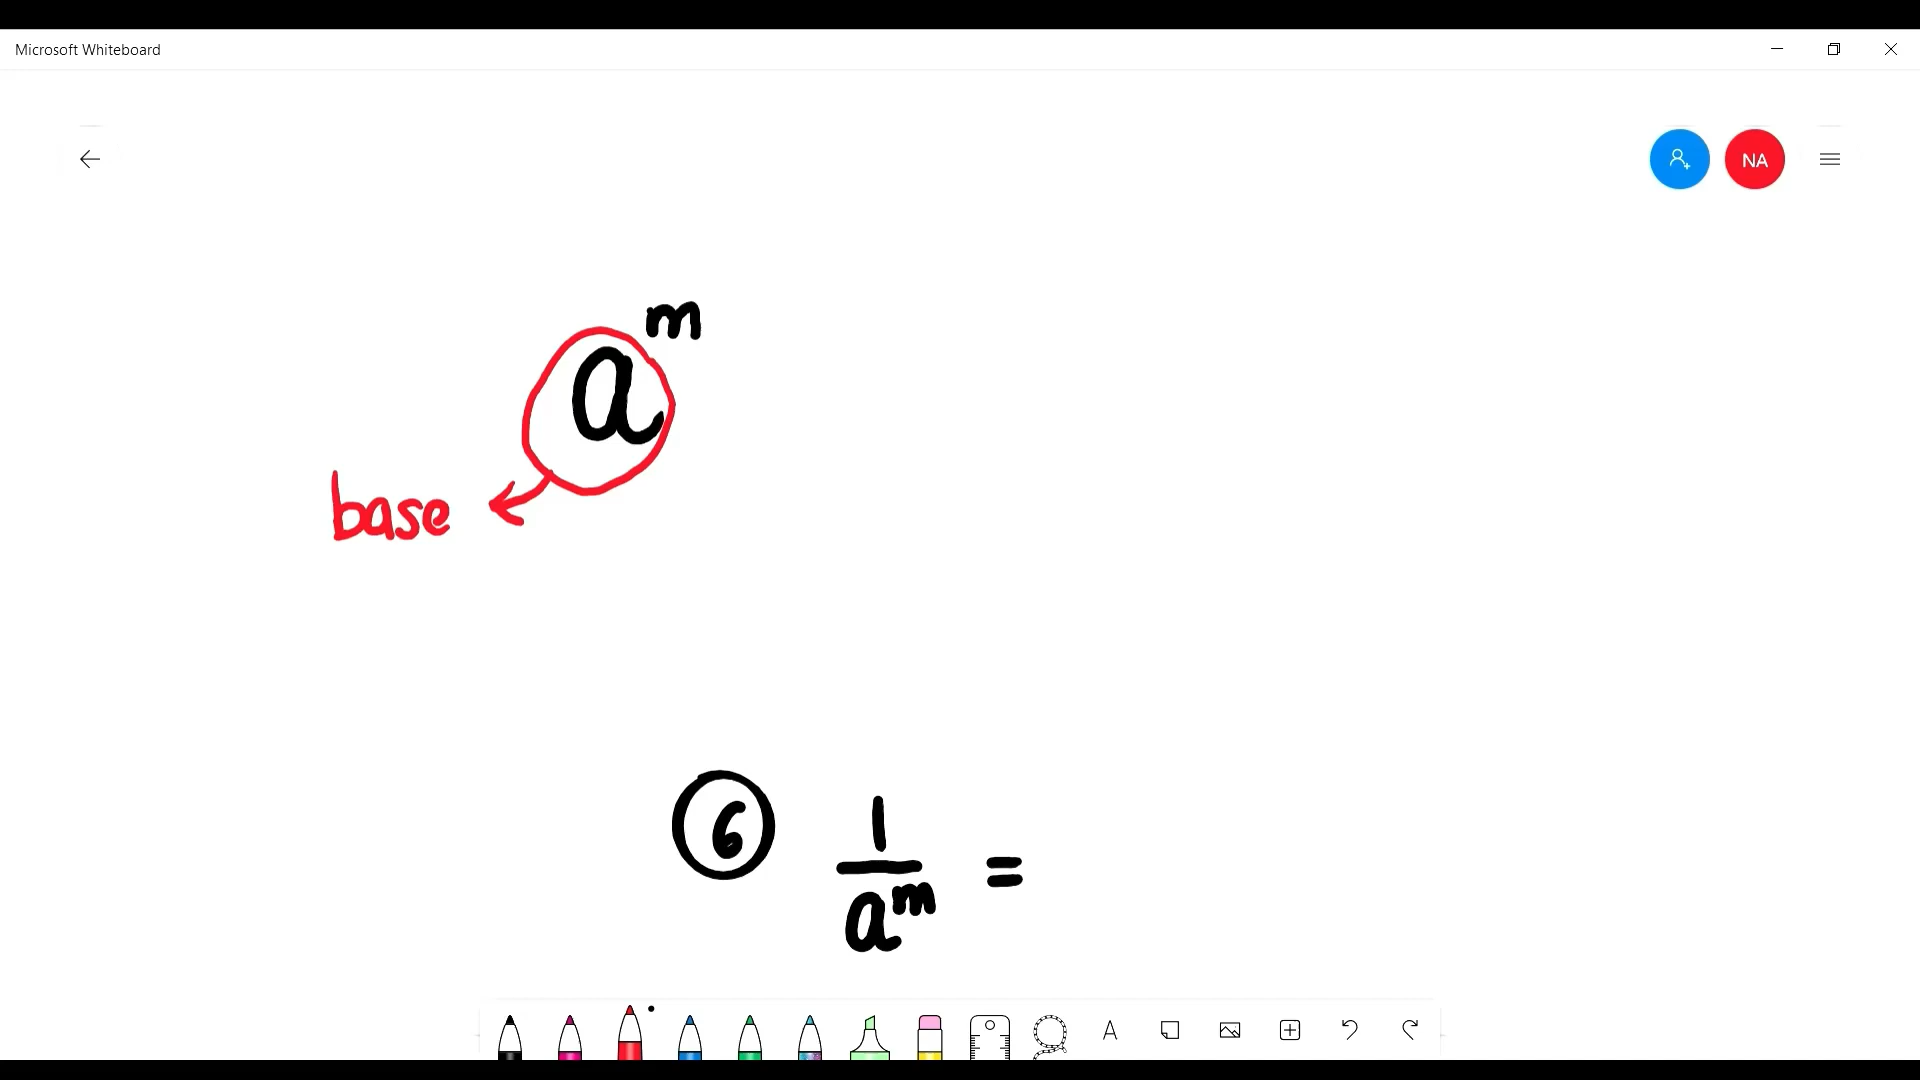 Microsoft Whiteboard
NA
a^m
base
6 1/a^m =
A